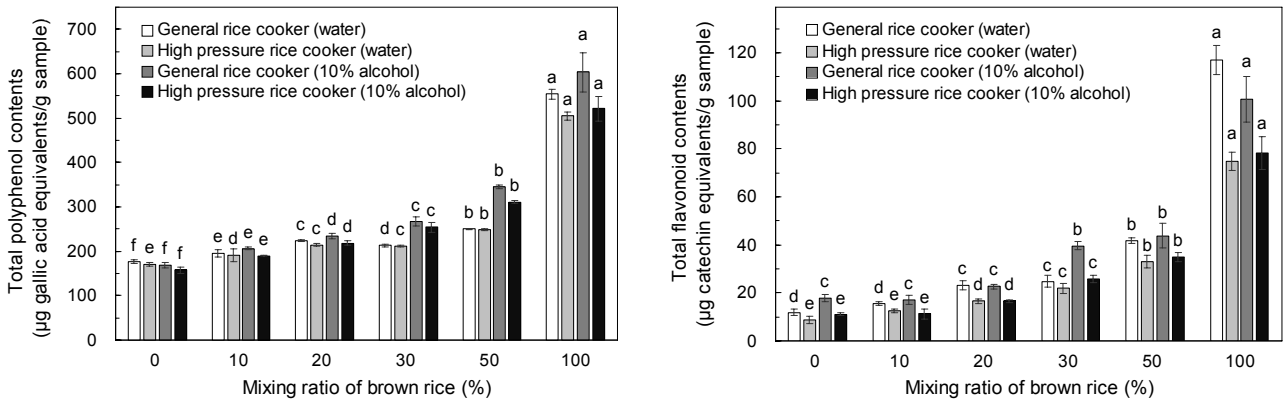 Total polyphenol contents
(µg gallic acid equivalents/g sample)
700
600
500
400
300
200
100
0
General rice cooker (water)
High pressure rice cooker (water)
General rice cooker (10% alcohol)
High pressure rice cooker (10% alcohol)
f e f f
e d e e
c c d d
d c c c
b b b b
a a a a
0 10 20 30 50 100
Mixing ratio of brown rice (%)
Total flavonoid contents
(µg catechin equivalents/g sample)
120
100
80
60
40
20
0
General rice cooker (water)
High pressure rice cooker (water)
General rice cooker (10% alcohol)
High pressure rice cooker (10% alcohol)
d e d e
d e d e
c d c d
c c b c
b b b b
a a a a
0 10 20 30 50 100
Mixing ratio of brown rice (%)